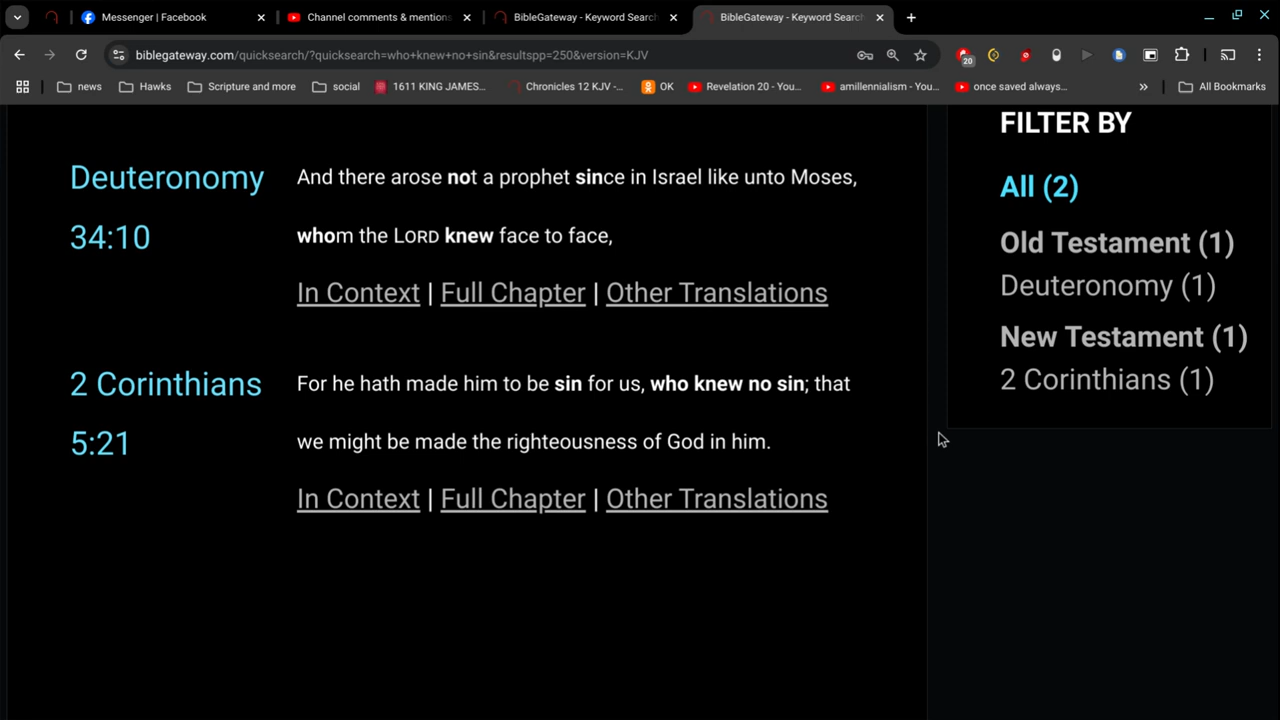 Messenger | Facebook
Channel comments & mentions
BibleGateway - Keyword Search
BibleGateway - Keyword Search
biblegateway.com/quicksearch/?quicksearch=who+knew+no+sin&resultspp=250&version=KJV
20
news
Hawks
Scripture and more
social
1611 KING JAMES...
Chronicles 12 KJV -...
OK
Revelation 20 - You...
amillennialism - You...
once saved always...
»
All Bookmarks
FILTER BY
All (2)
Old Testament (1)
Deuteronomy (1)
New Testament (1)
2 Corinthians (1)
Deuteronomy
34:10
And there arose not a prophet since in Israel like unto Moses,
whom the LORD knew face to face,
In Context | Full Chapter | Other Translations
2 Corinthians
5:21
For he hath made him to be sin for us, who knew no sin; that
we might be made the righteousness of God in him.
In Context | Full Chapter | Other Translations